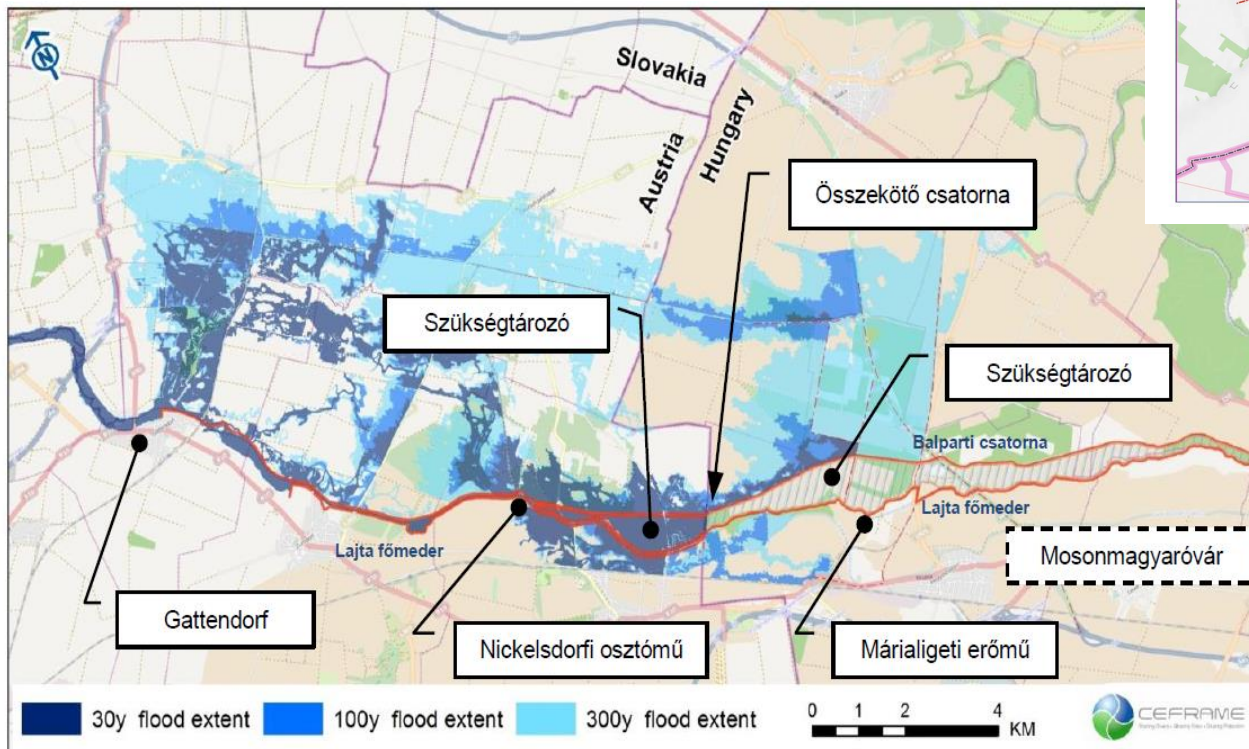 N
Slovakia
Austria
Hungary
Összekötő csatorna
Szükségtározó
Szükségtározó
Balparti csatorna
Lajta főmeder
Lajta főmeder
Mosonmagyaróvár
Gattendorf
Nickelsdorfi osztómű
Márialigeti erőmű
30y flood extent
100y flood extent
300y flood extent
0 1 2 4
KM
CEFRAME